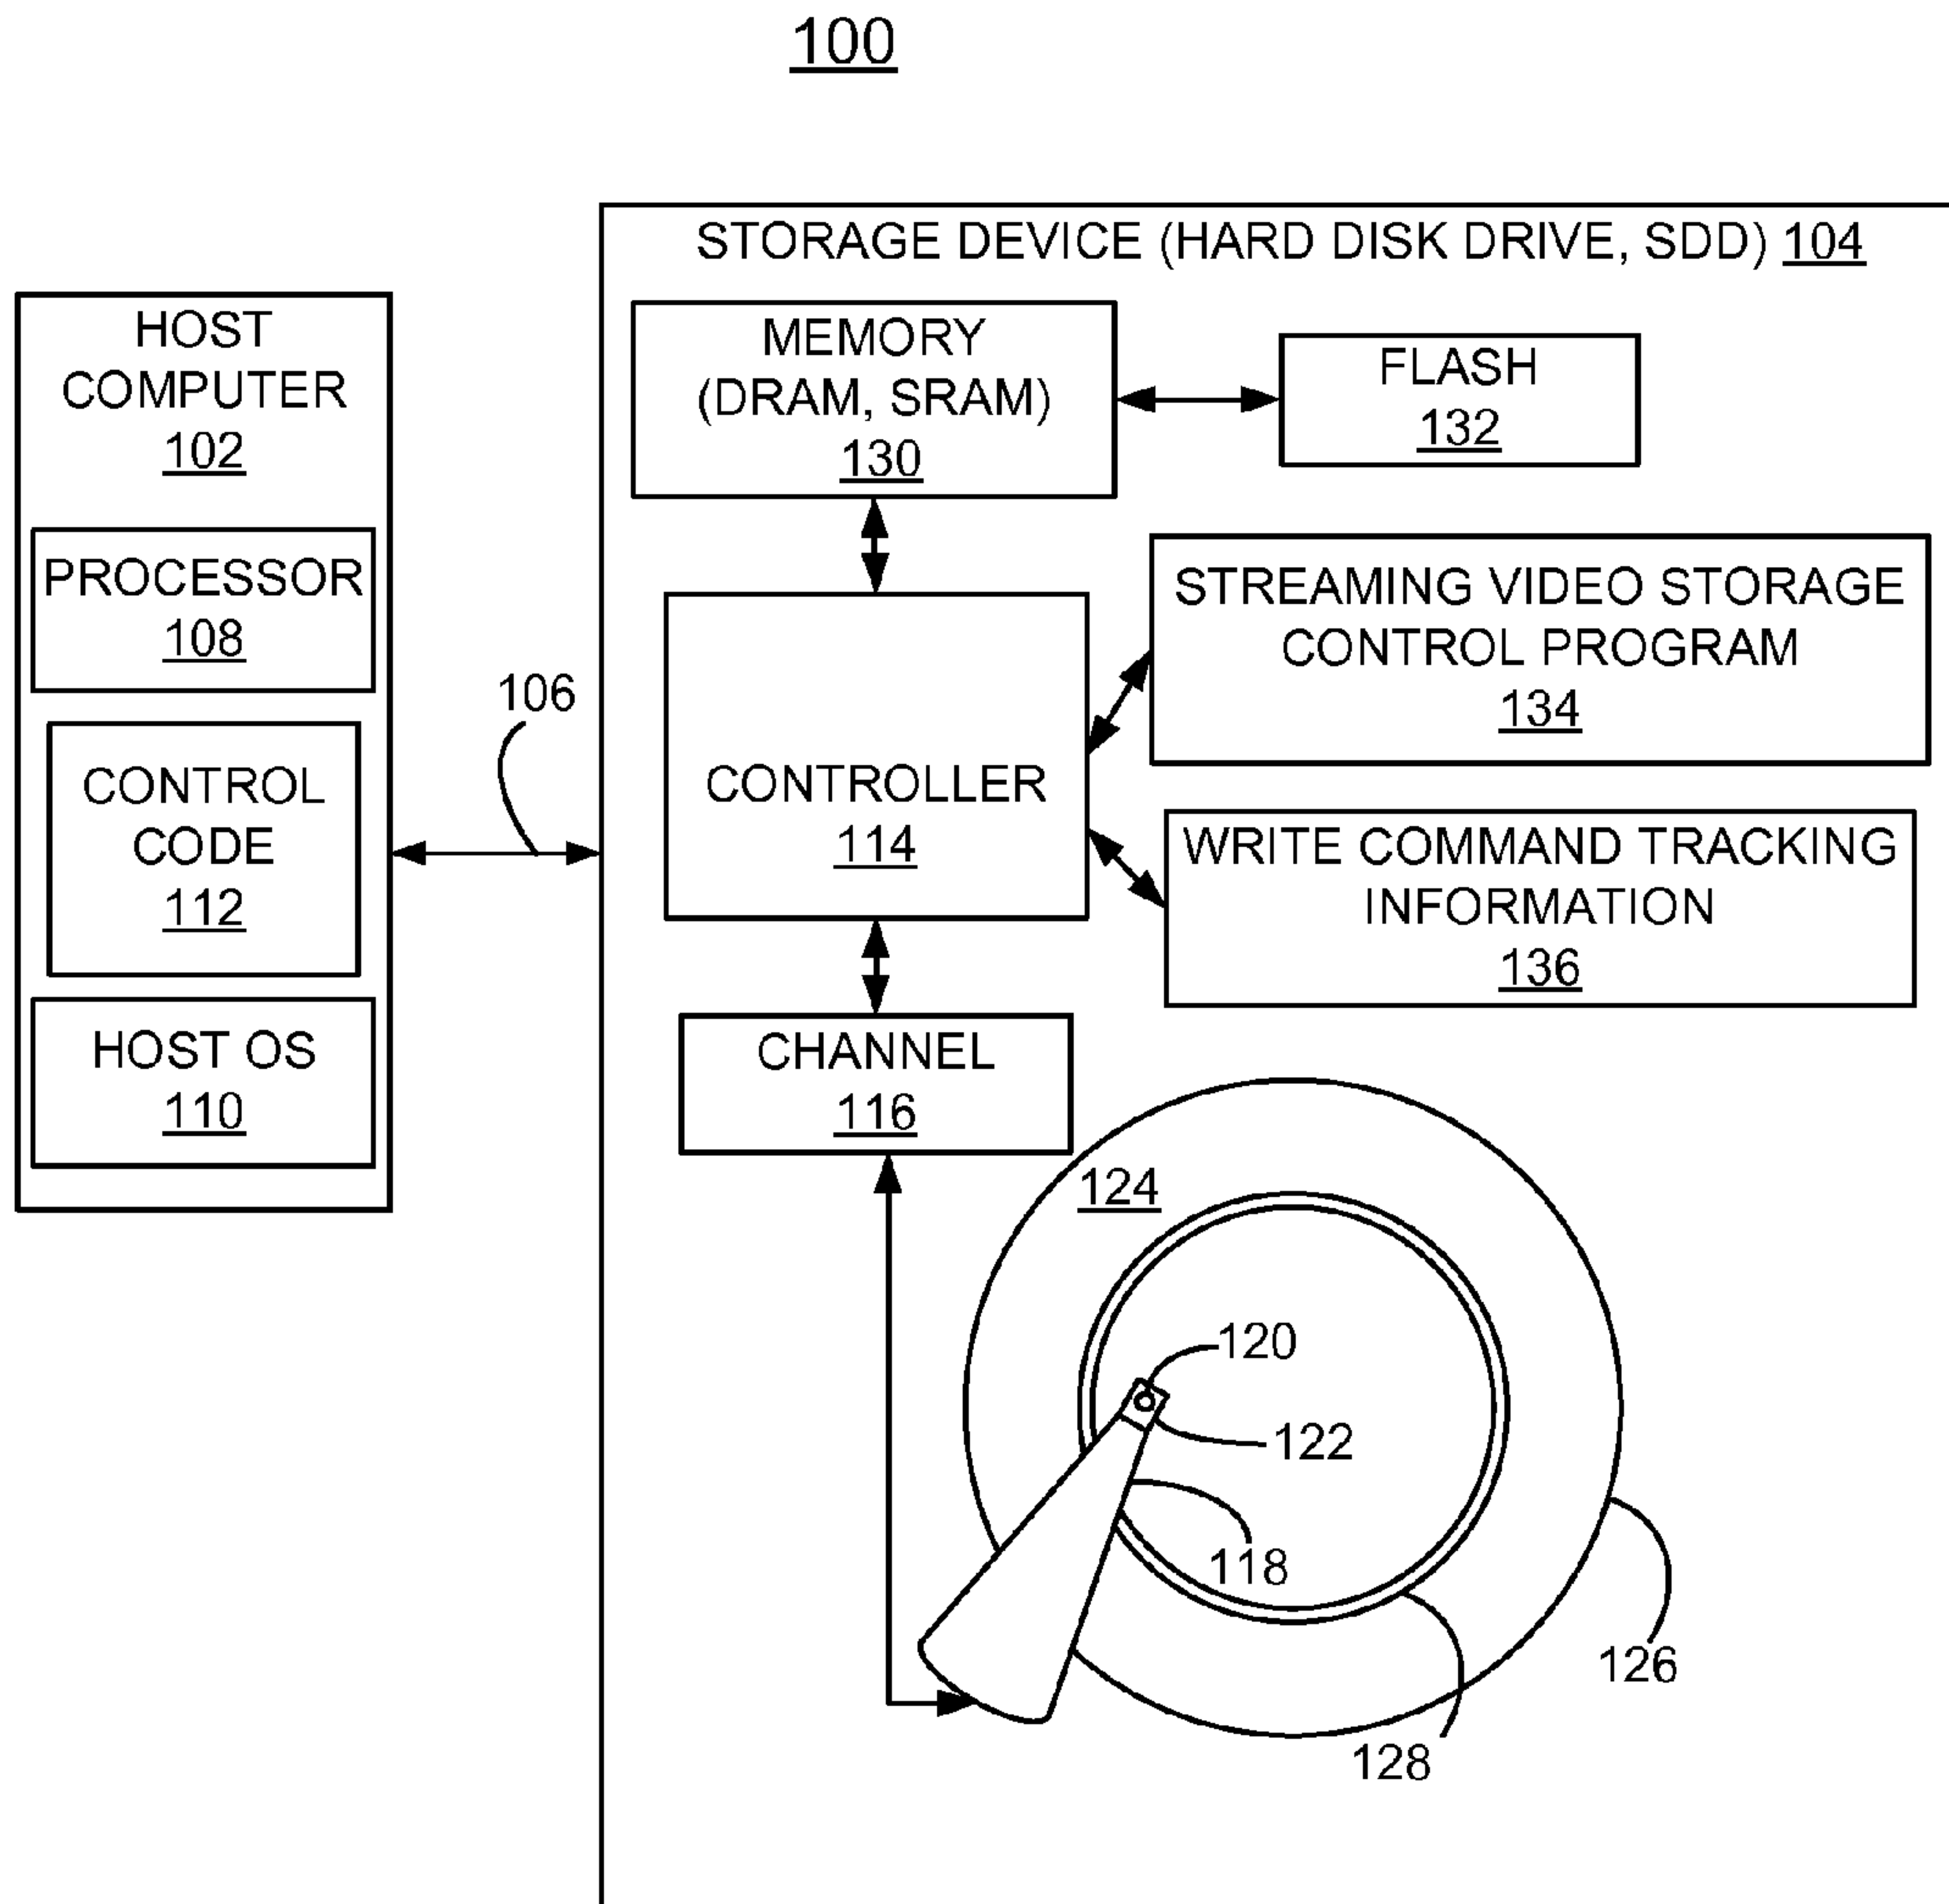 100
STORAGE DEVICE (HARD DISK DRIVE, SDD) 104
HOST
COMPUTER
102
PROCESSOR
108
CONTROL
CODE
112
HOST OS
110
106
MEMORY
(DRAM, SRAM)
130
FLASH
132
CONTROLLER
114
STREAMING VIDEO STORAGE
CONTROL PROGRAM
134
WRITE COMMAND TRACKING
INFORMATION
136
CHANNEL
116
124
120
122
118
126
128